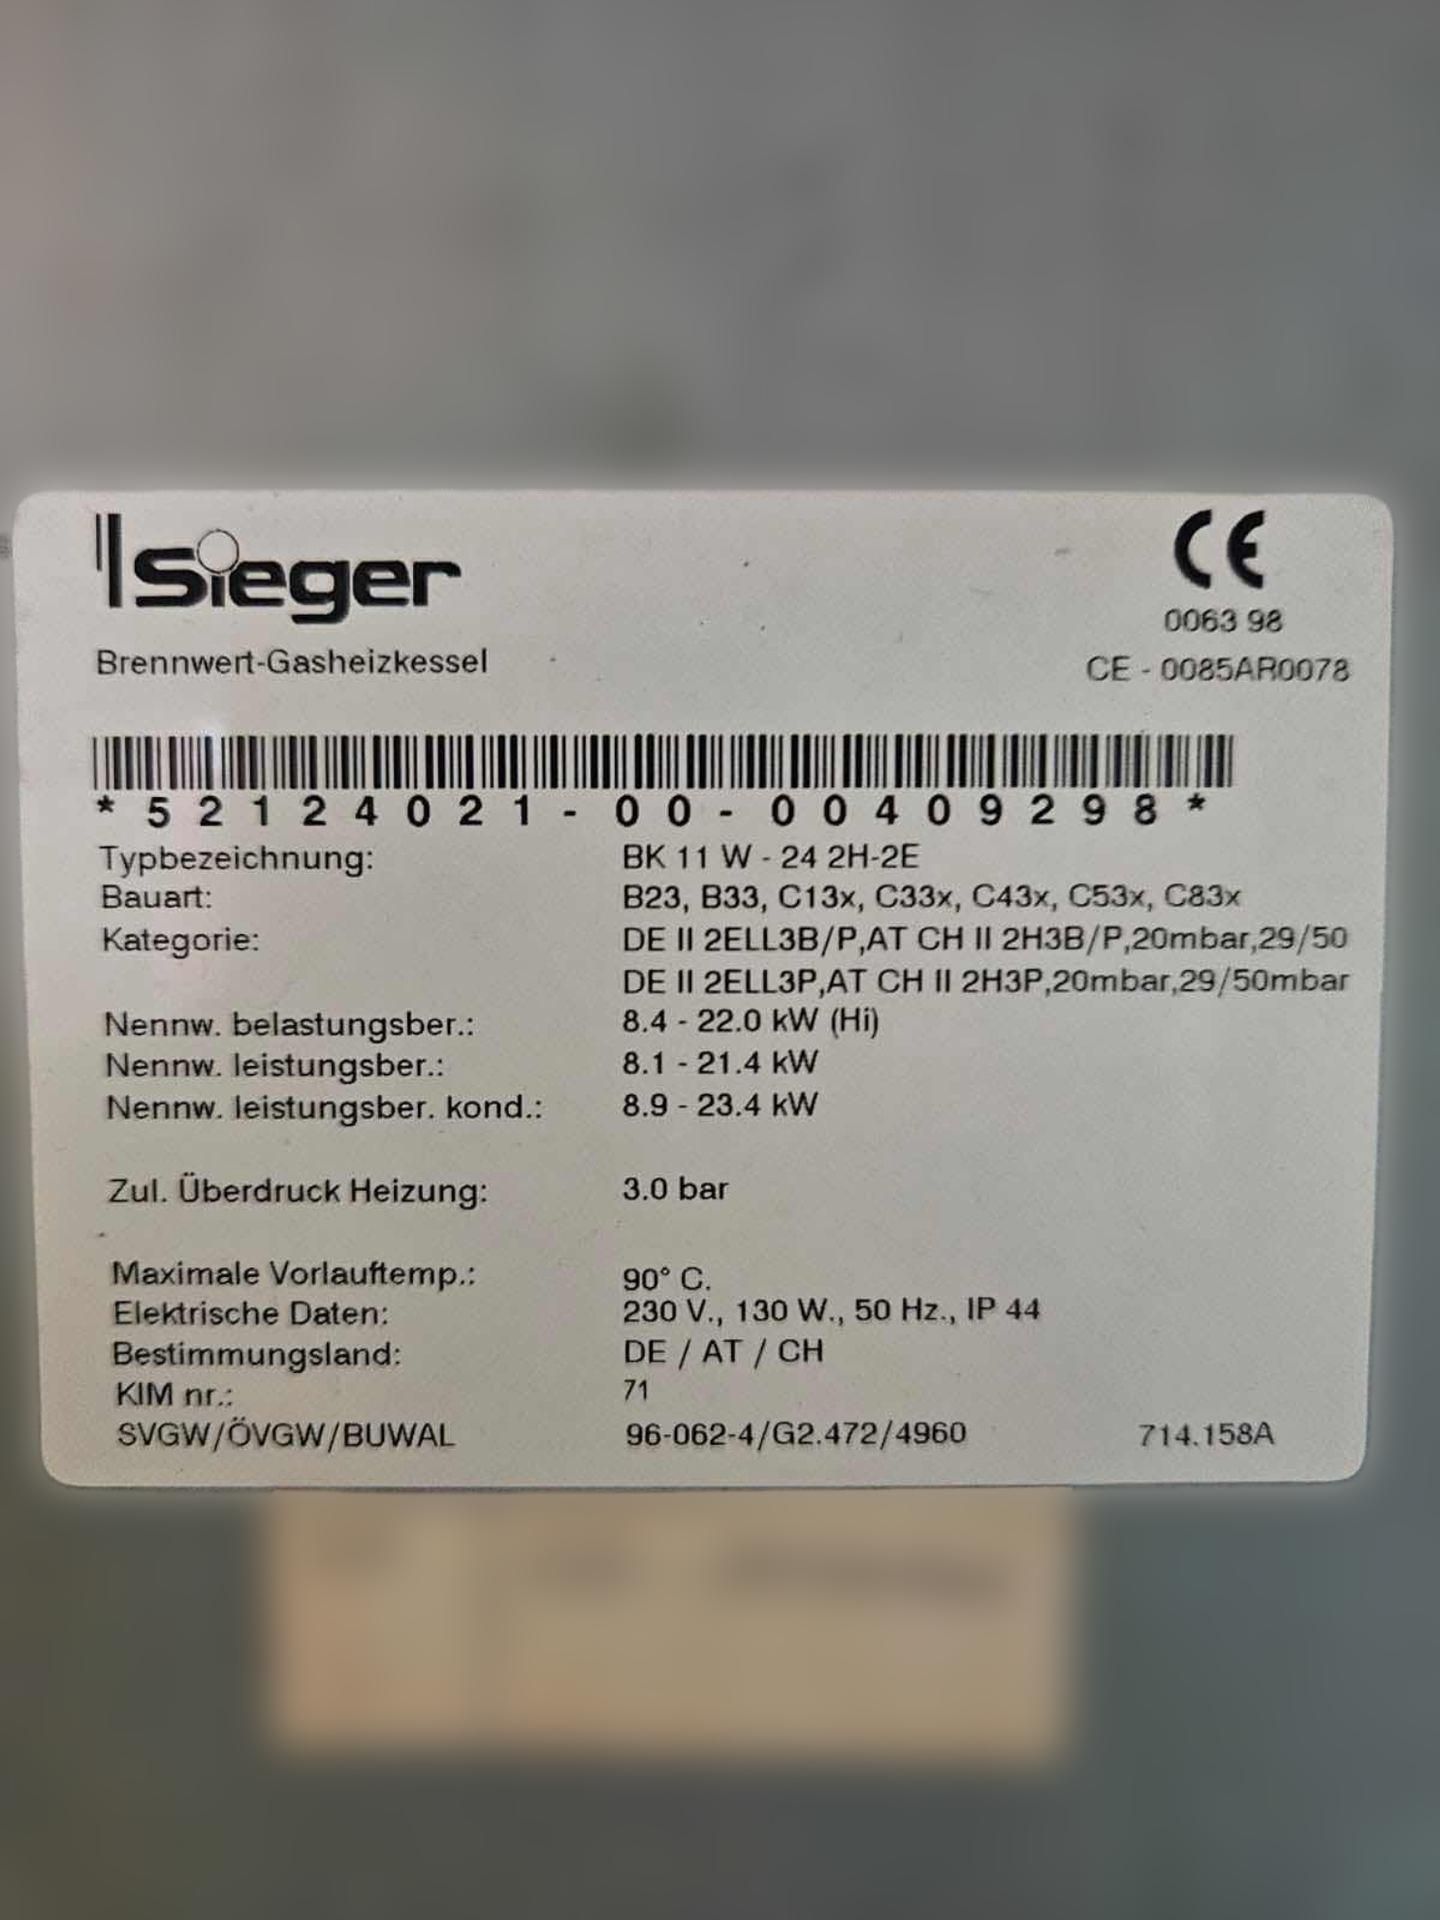 Sieger
Brennwert-Gasheizkessel
CE
0063 98
CE - 0085AR0078
*52124021-00-00409298*
Typbezeichnung: BK 11 W - 24 2H-2E
Bauart: B23, B33, C13x, C33x, C43x, C53x, C83x
Kategorie: DE II 2ELL3B/P,AT CH II 2H3B/P,20mbar,29/50
DE II 2ELL3P,AT CH II 2H3P,20mbar,29/50mbar
Nennw. belastungsber.: 8.4 - 22.0 kW (Hi)
Nennw. leistungsber.: 8.1 - 21.4 kW
Nennw. leistungsber. kond.: 8.9 - 23.4 kW
Zul. Überdruck Heizung: 3.0 bar
Maximale Vorlauftemp.: 90° C.
Elektrische Daten: 230 V., 130 W., 50 Hz., IP 44
Bestimmungsland: DE / AT / CH
KIM nr.: 71
SVGW/ÖVGW/BUWAL 96-062-4/G2.472/4960 714.158A